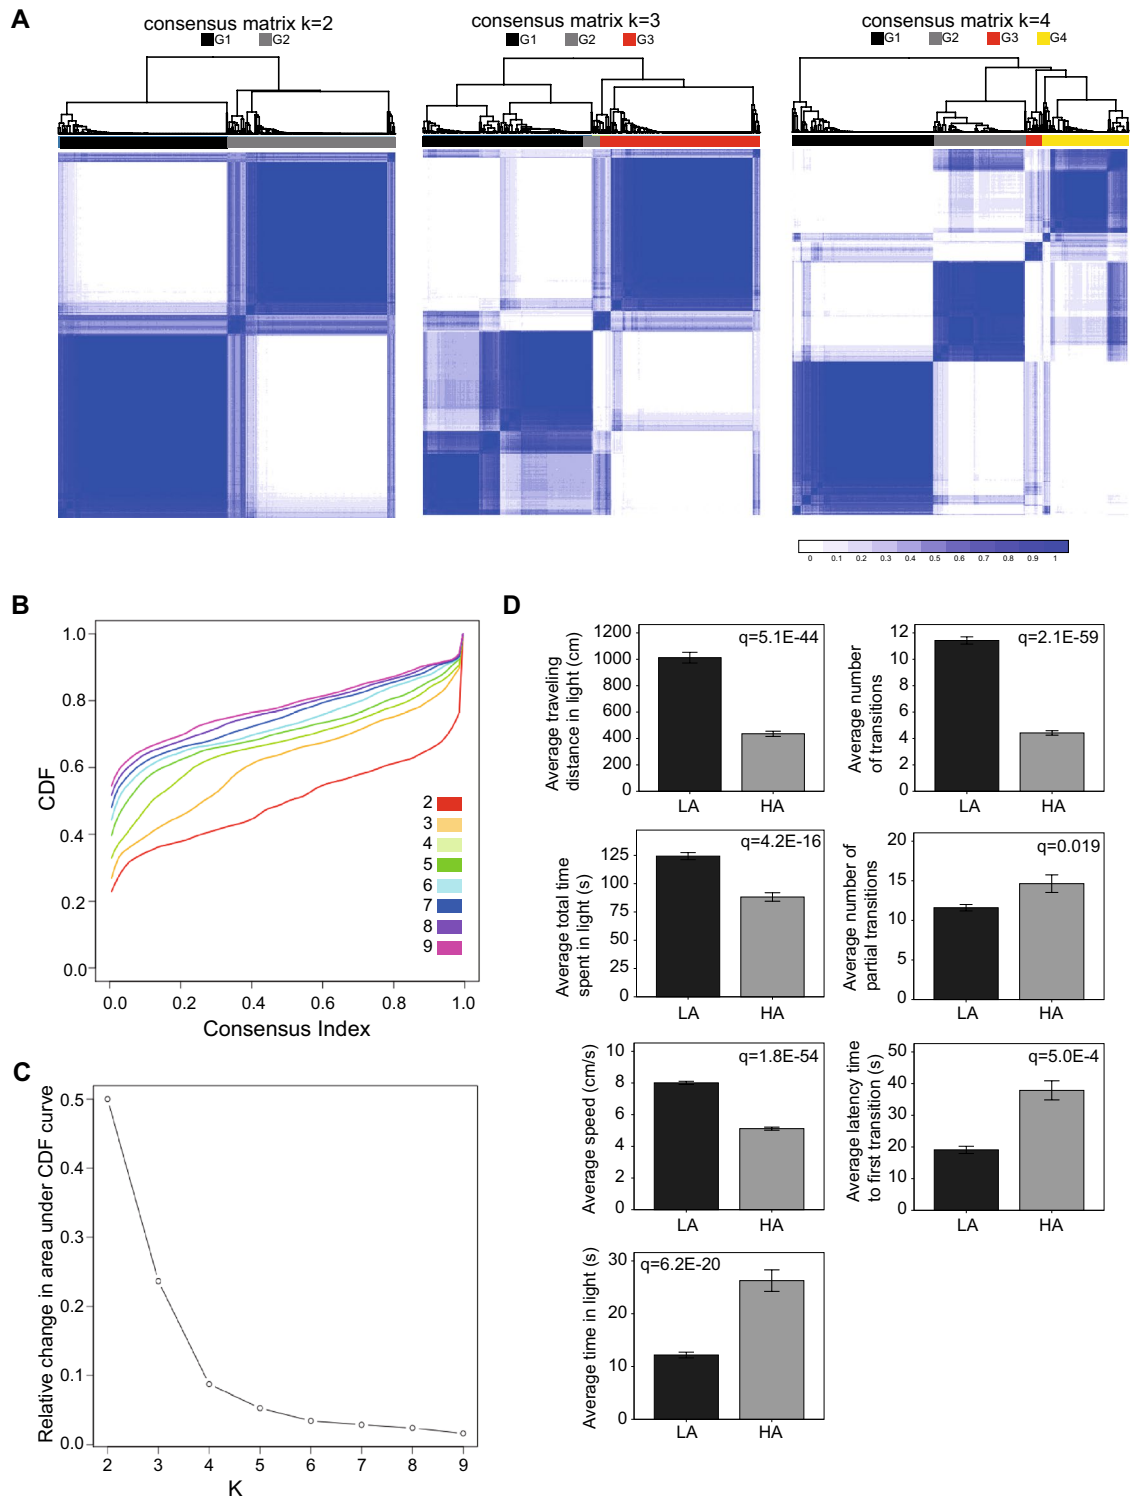 A
consensus matrix k=2
G1 G2
consensus matrix k=3
G1 G2 G3
consensus matrix k=4
G1 G2 G3 G4
0 0.1 0.2 0.3 0.4 0.5 0.6 0.7 0.8 0.9 1
B
CDF
1.0
0.8
0.6
0.4
0.2
0.0
2
3
4
5
6
7
8
9
0.0 0.2 0.4 0.6 0.8 1.0
Consensus Index
C
Relative change in area under CDF curve
0.5
0.4
0.3
0.2
0.1
0.0
2 3 4 5 6 7 8 9
K
D
Average traveling
distance in light (cm)
1200
1000
800
600
400
200
0
q=5.1E-44
LA HA
Average number
of transitions
12
10
8
6
4
2
0
q=2.1E-59
LA HA
Average total time
spent in light (s)
125
100
75
50
25
0
q=4.2E-16
LA HA
Average number of
partial transitions
20
15
10
5
0
q=0.019
LA HA
Average speed (cm/s)
10
8
6
4
2
0
q=1.8E-54
LA HA
Average latency time
to first transition (s)
50
40
30
20
10
0
q=5.0E-4
LA HA
Average time in light (s)
30
20
10
0
q=6.2E-20
LA HA